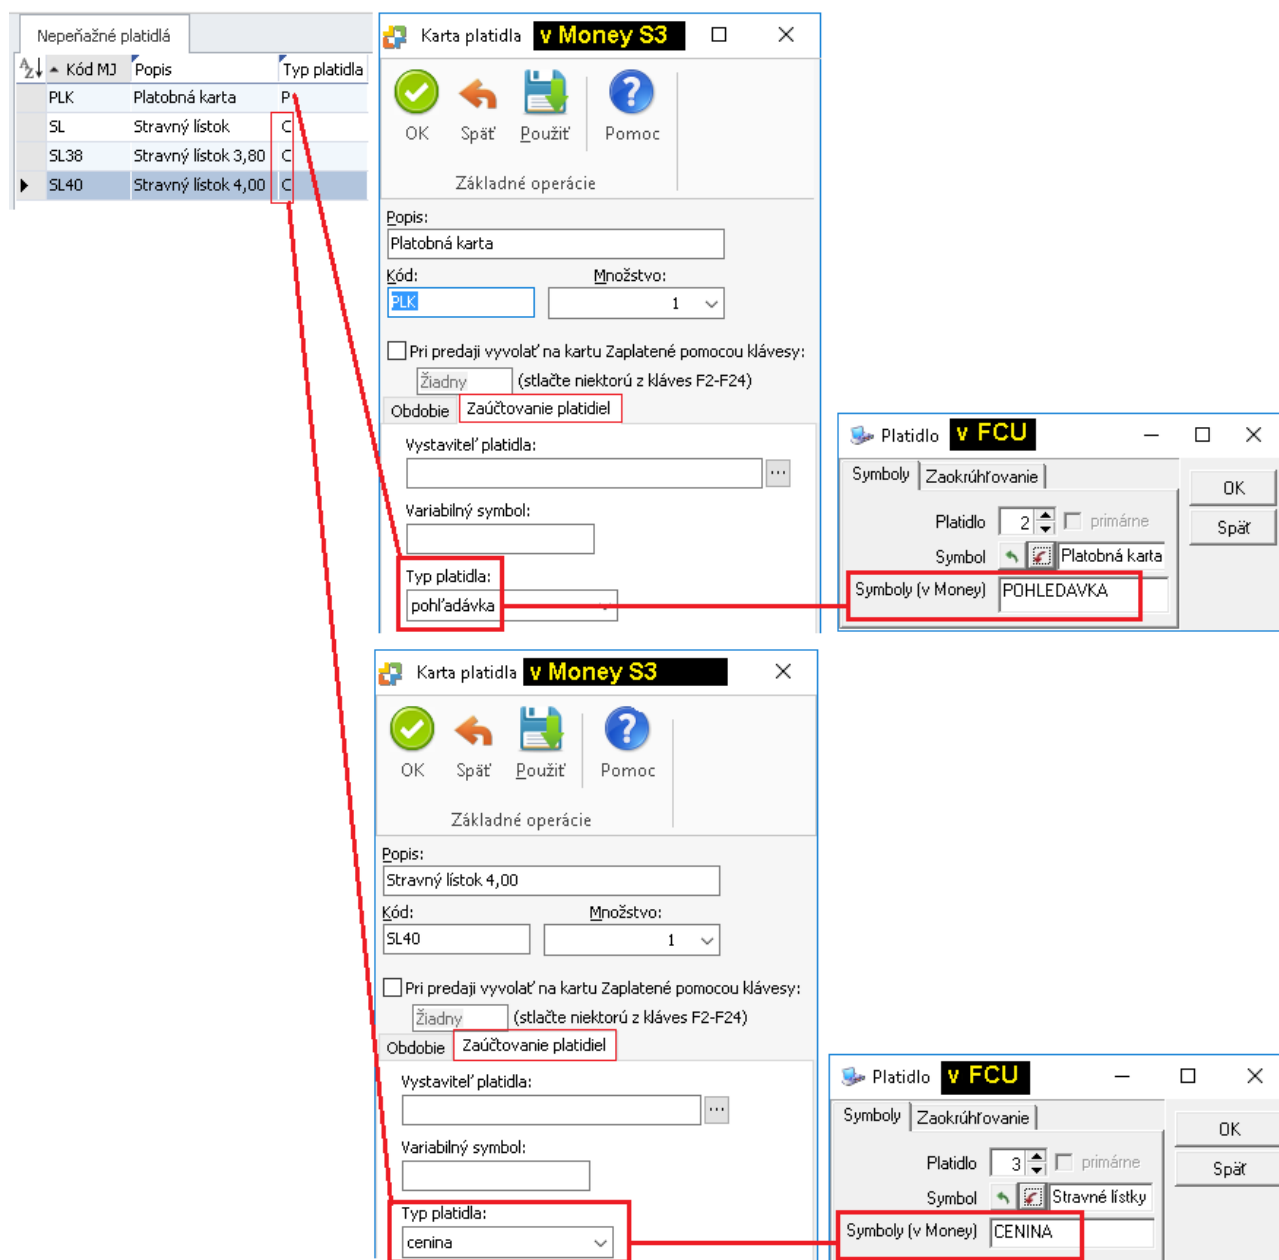 Nepeňažné platidlá
Kód MJ Popis Typ platidla
PLK Platobná karta P
SL Stravný lístok C
SL38 Stravný lístok 3,80 C
SL40 Stravný lístok 4,00 C
Karta platidla v Money S3
OK Späť Použiť Pomoc
Základné operácie
Popis:
Platobná karta
Kód: Množstvo:
PLK 1
Pri predaji vyvolať na kartu Zaplatené pomocou klávesy:
Žiadny (stlačte niektorú z kláves F2-F24)
Obdobie Zaúčtovanie platidiel
Vystaviteľ platidla:
...
Variabilný symbol:
Typ platidla:
pohľadávka
Platidlo v FCU
Symboly Zaokrúhľovanie
OK
Platidlo 2 primárne
Späť
Symbol Platobná karta
Symboly (v Money) POHLEDAVKA
Karta platidla v Money S3
OK Späť Použiť Pomoc
Základné operácie
Popis:
Stravný lístok 4,00
Kód: Množstvo:
SL40 1
Pri predaji vyvolať na kartu Zaplatené pomocou klávesy:
Žiadny (stlačte niektorú z kláves F2-F24)
Obdobie Zaúčtovanie platidiel
Vystaviteľ platidla:
...
Variabilný symbol:
Typ platidla:
cenina
Platidlo v FCU
Symboly Zaokrúhľovanie
OK
Platidlo 3 primárne
Späť
Symbol Stravné lístky
Symboly (v Money) CENINA